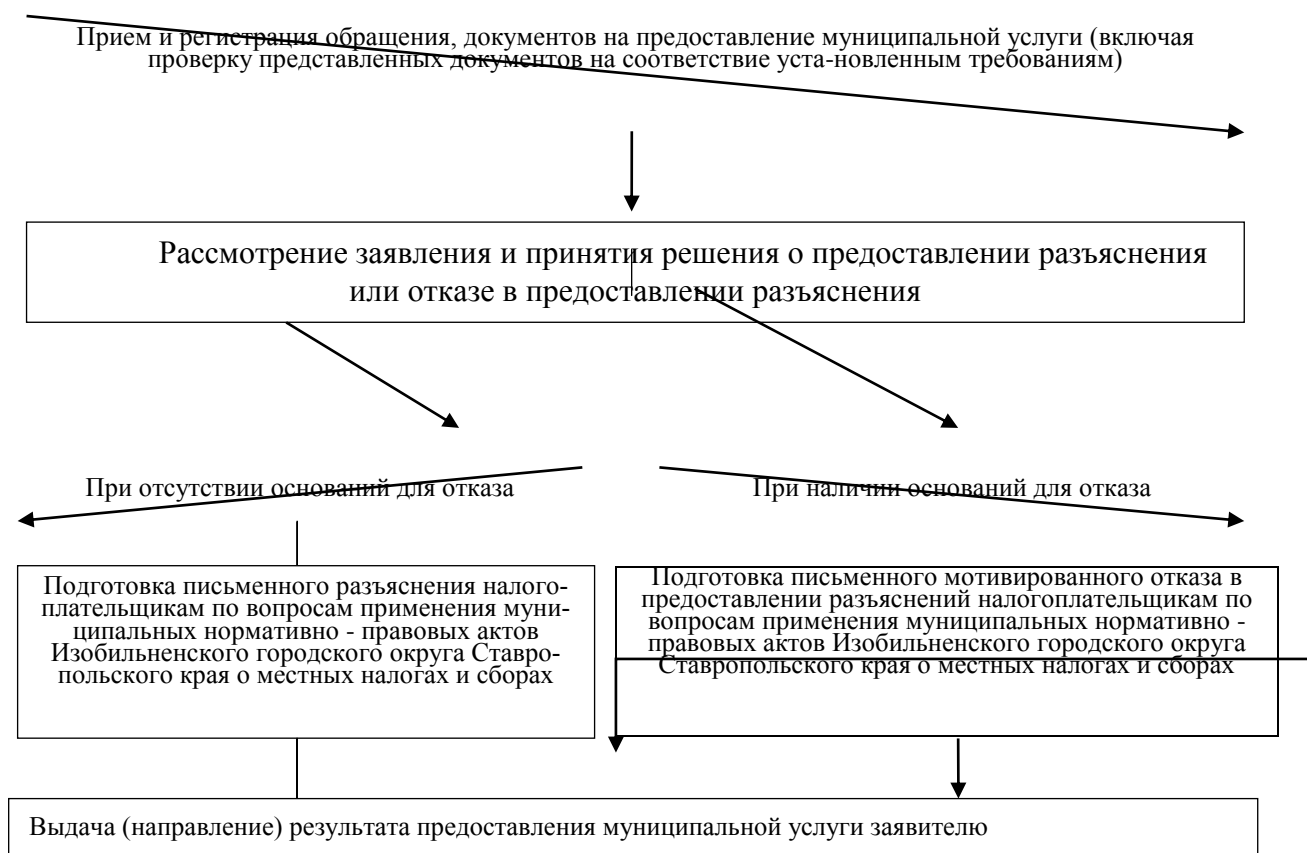 Прием и регистрация обращения, документов на предоставление муниципальной услуги (включая
проверку представленных документов на соответствие уста-новленным требованиям)
Рассмотрение заявления и принятия решения о предоставлении разъяснения
или отказе в предоставлении разъяснения
При отсутствии оснований для отказа
При наличии оснований для отказа
Подготовка письменного разъяснения налого-
плательщикам по вопросам применения муни-
ципальных нормативно - правовых актов
Изобильненского городского округа Ставро-
польского края о местных налогах и сборах
Подготовка письменного мотивированного отказа в
предоставлении разъяснений налогоплательщикам по
вопросам применения муниципальных нормативно -
правовых актов Изобильненского городского округа
Ставропольского края о местных налогах и сборах
Выдача (направление) результата предоставления муниципальной услуги заявителю